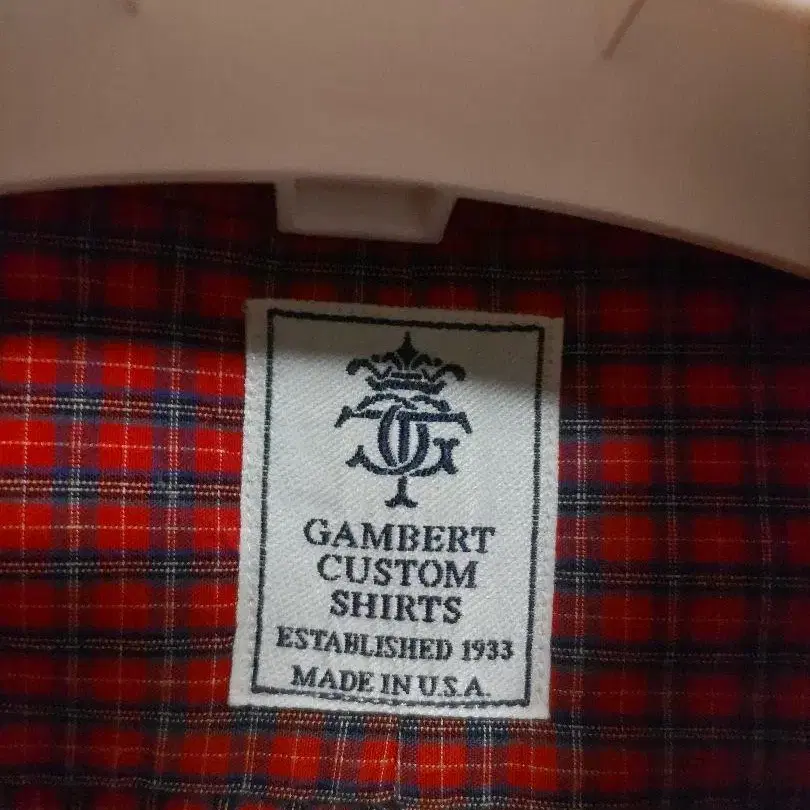 GAMBERT
CUSTOM
SHIRTS
ESTABLISHED 1933
MADE IN U.S.A.